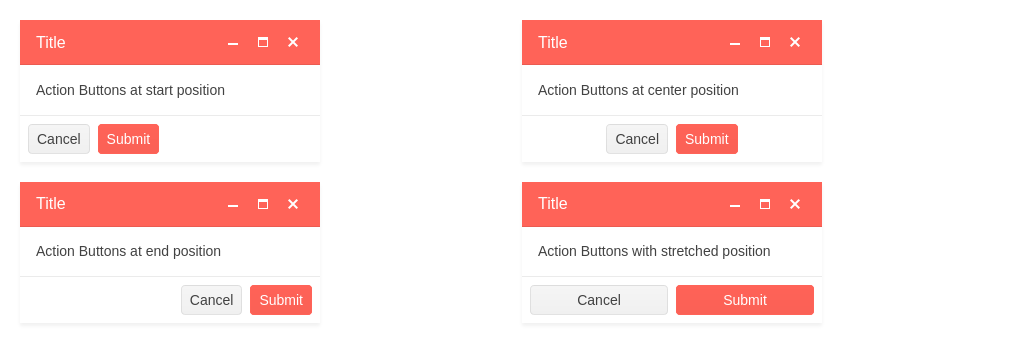 Title
Action Buttons at start position
Cancel Submit
Title
Action Buttons at center position
Cancel Submit
Title
Action Buttons at end position
Cancel Submit
Title
Action Buttons with stretched position
Cancel Submit